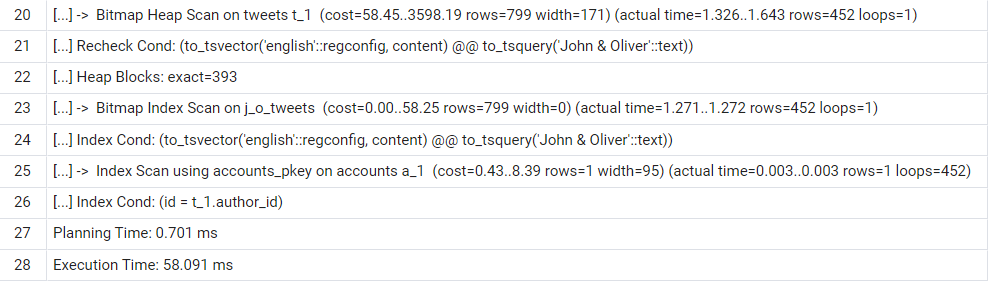 20 [...] -> Bitmap Heap Scan on tweets t_1 (cost=58.45..3598.19 rows=799 width=171) (actual time=1.326..1.643 rows=452 loops=1)
21 [...] Recheck Cond: (to_tsvector('english'::regconfig, content) @@ to_tsquery('John & Oliver'::text))
22 [...] Heap Blocks: exact=393
23 [...] -> Bitmap Index Scan on j_o_tweets (cost=0.00..58.25 rows=799 width=0) (actual time=1.271..1.272 rows=452 loops=1)
24 [...] Index Cond: (to_tsvector('english'::regconfig, content) @@ to_tsquery('John & Oliver'::text))
25 [...] -> Index Scan using accounts_pkey on accounts a_1 (cost=0.43..8.39 rows=1 width=95) (actual time=0.003..0.003 rows=1 loops=452)
26 [...] Index Cond: (id = t_1.author_id)
27 Planning Time: 0.701 ms
28 Execution Time: 58.091 ms